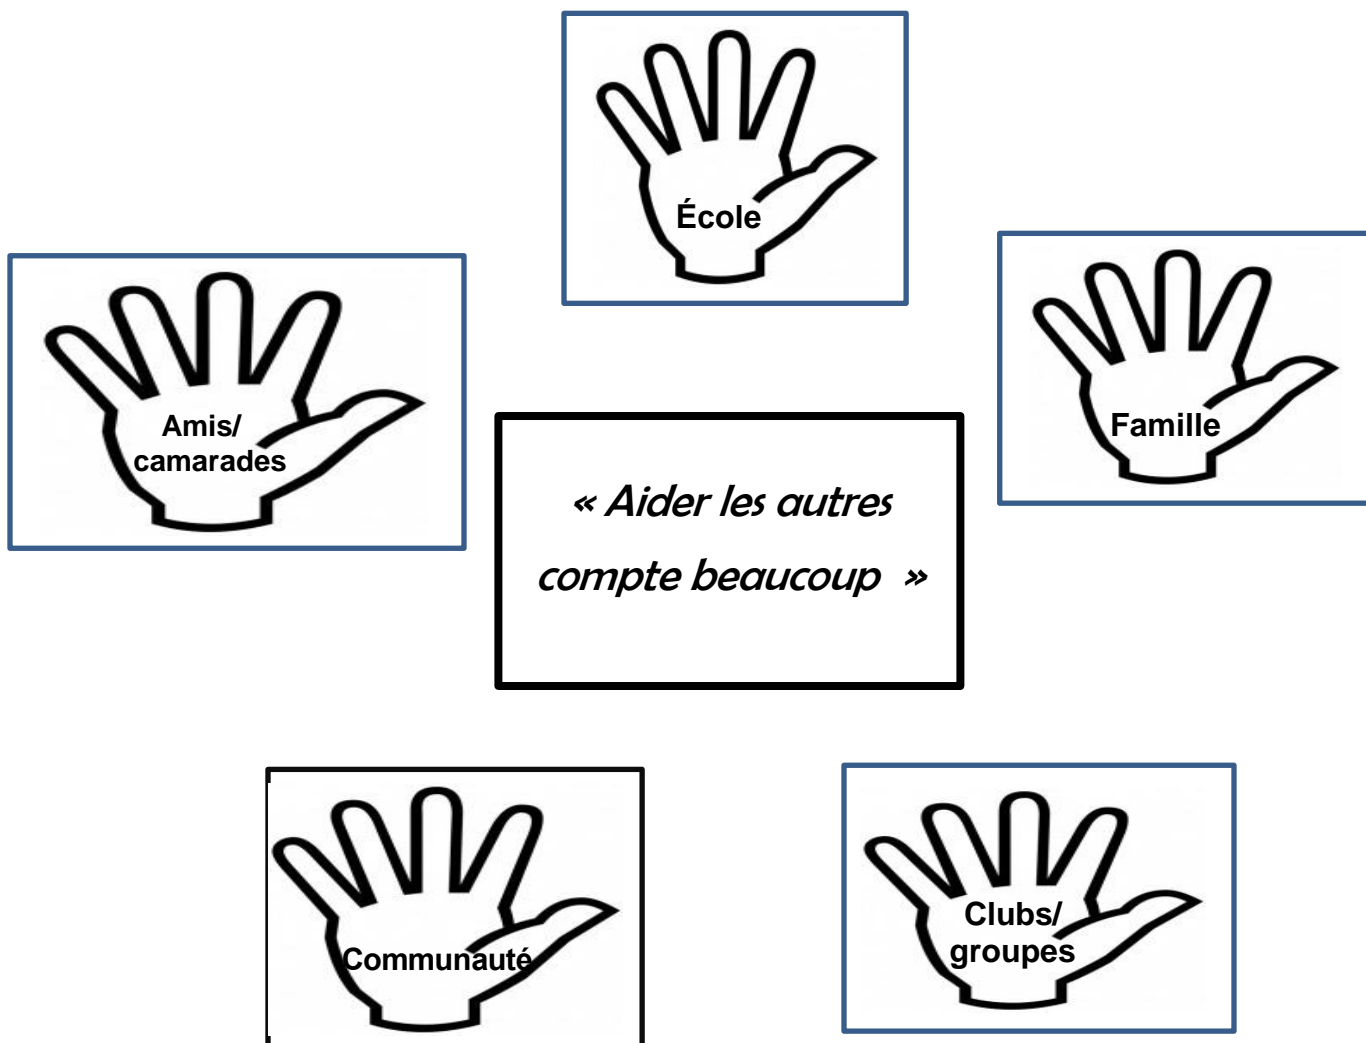 École
Amis/
camarades
Famille
« Aider les autres
compte beaucoup »
Communauté
Clubs/
groupes